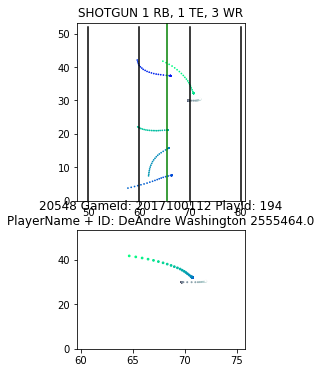 SHOTGUN 1 RB, 1 TE, 3 WR
50
40
30
20
10
0
50 60 70 80
20548 GameId: 2017100112 PlayId: 194
PlayerName + ID: DeAndre Washington 2555464.0
40
20
0
60 65 70 75